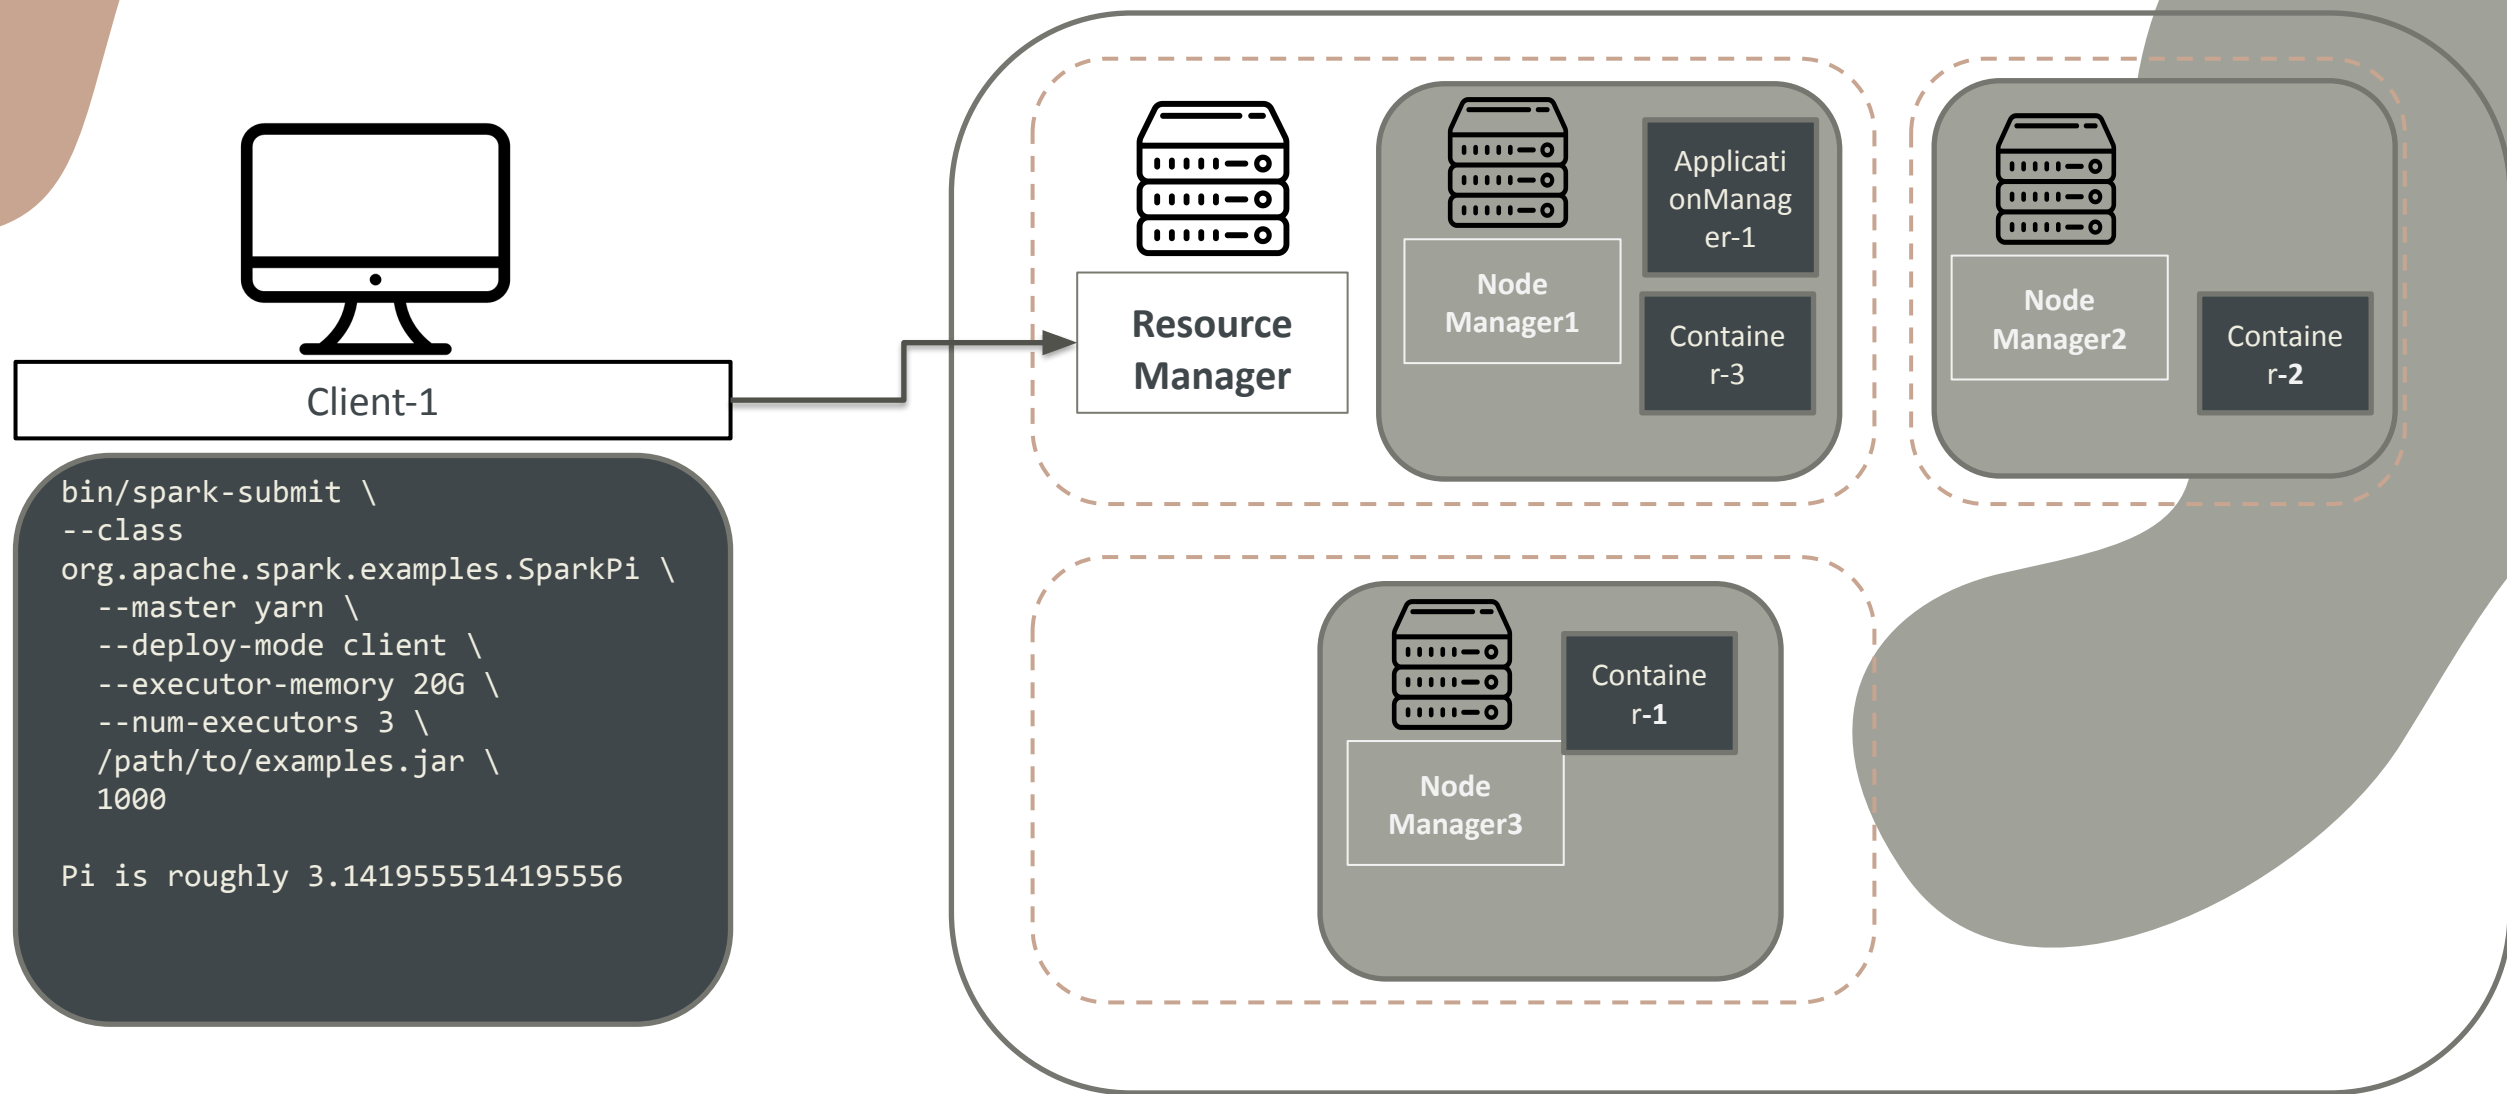 Client-1
bin/spark-submit \
--class
org.apache.spark.examples.SparkPi \
--master yarn \
--deploy-mode client \
--executor-memory 20G \
--num-executors 3 \
/path/to/examples.jar \
1000
Pi is roughly 3.1419555514195556
Resource
Manager
Node
Manager1
Applicati
onManag
er-1
Containe
r-3
Node
Manager2
Containe
r-2
Node
Manager3
Containe
r-1